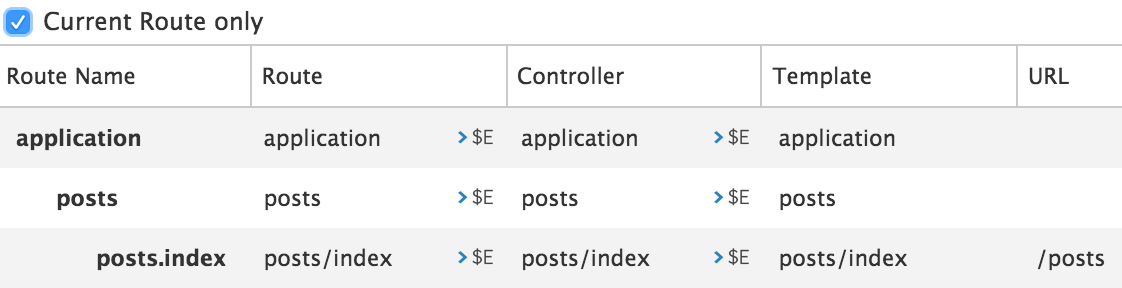 Current Route only
Route Name Route Controller Template URL
application application >$E application >$E application
posts posts >$E posts >$E posts
posts.index posts/index >$E posts/index >$E posts/index /posts